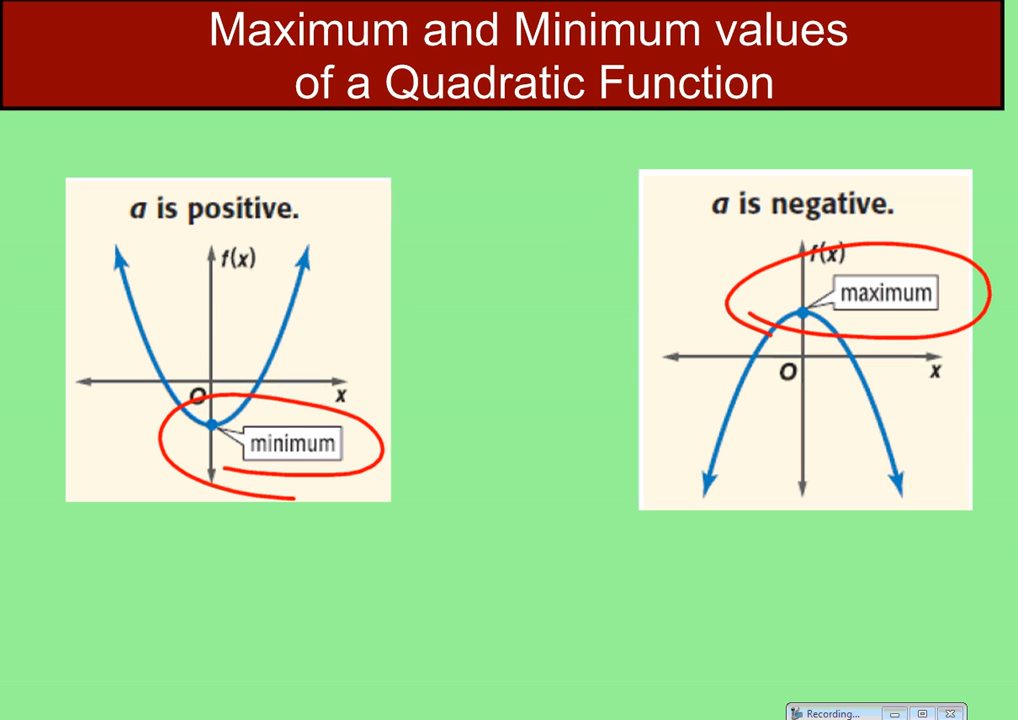 Maximum and Minimum values
of a Quadratic Function
a is positive.
f(x)
O
x
minimum
a is negative.
f(x)
maximum
O
x
Recording...